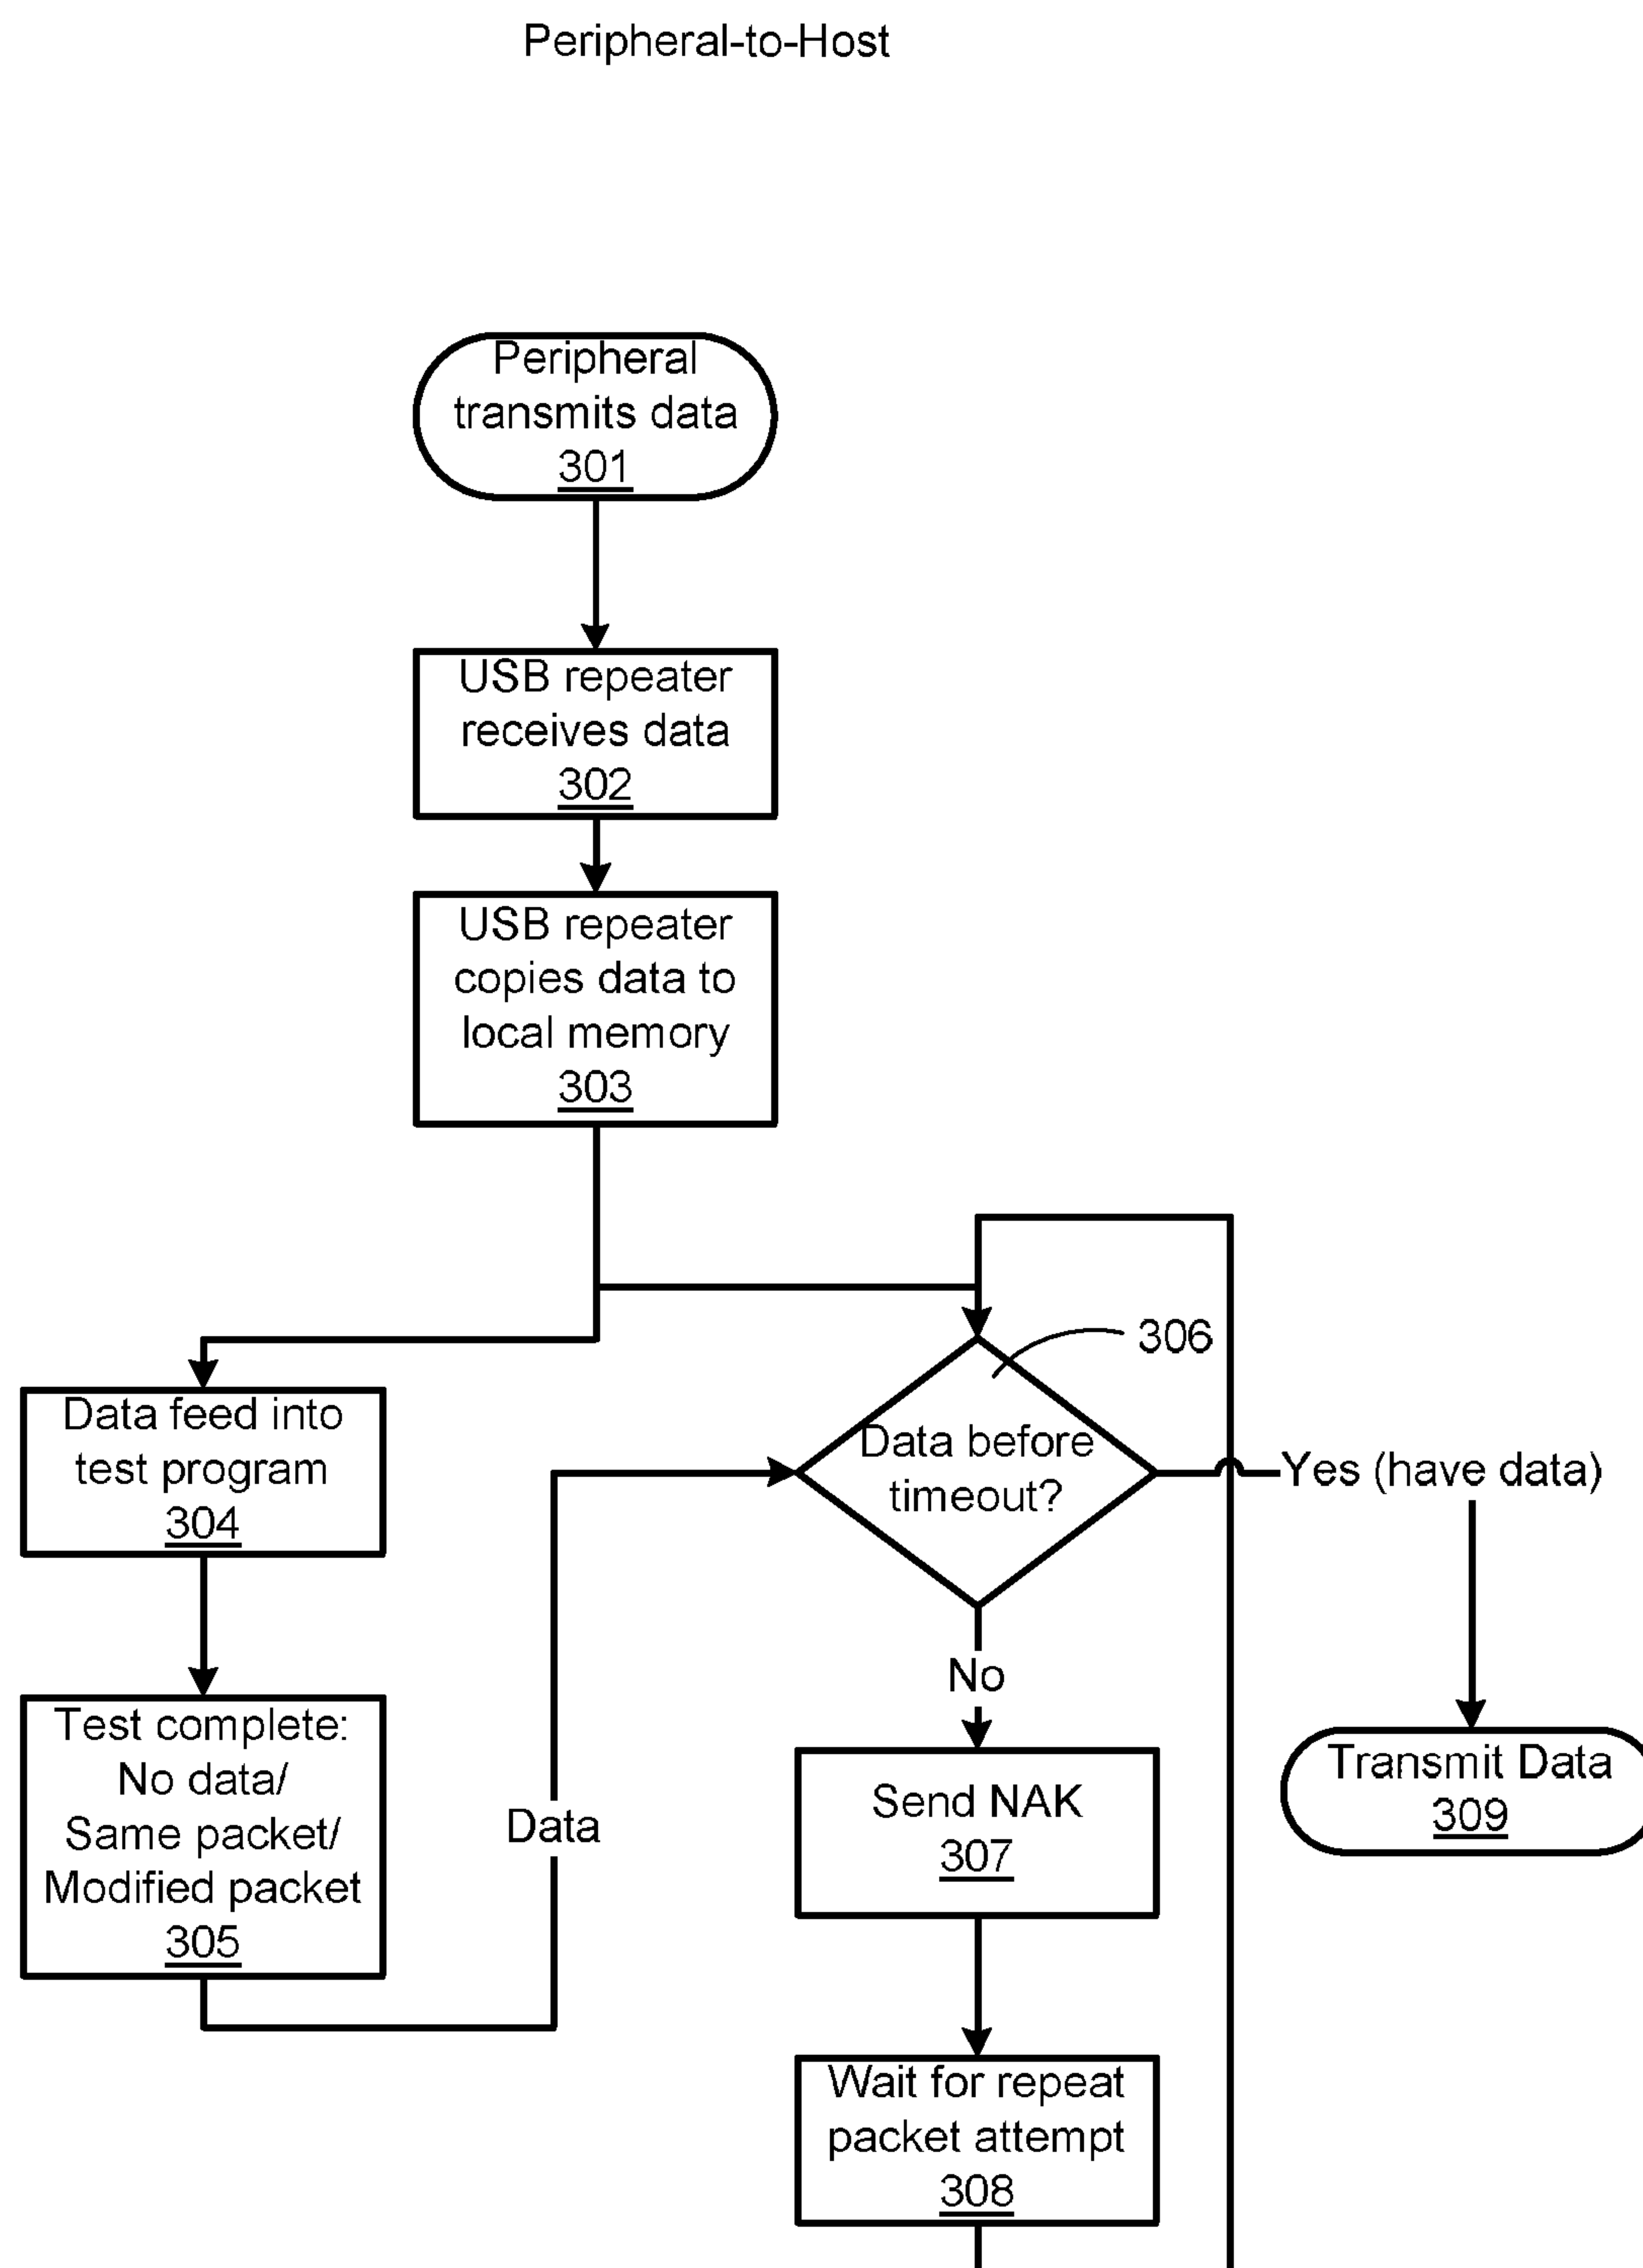 Peripheral-to-Host
Peripheral
transmits data
301
USB repeater
receives data
302
USB repeater
copies data to
local memory
303
306
Data feed into
test program
304
Data before
timeout?
Yes (have data)
No
Test complete:
No data/
Same packet/
Modified packet
305
Data
Send NAK
307
Transmit Data
309
Wait for repeat
packet attempt
308